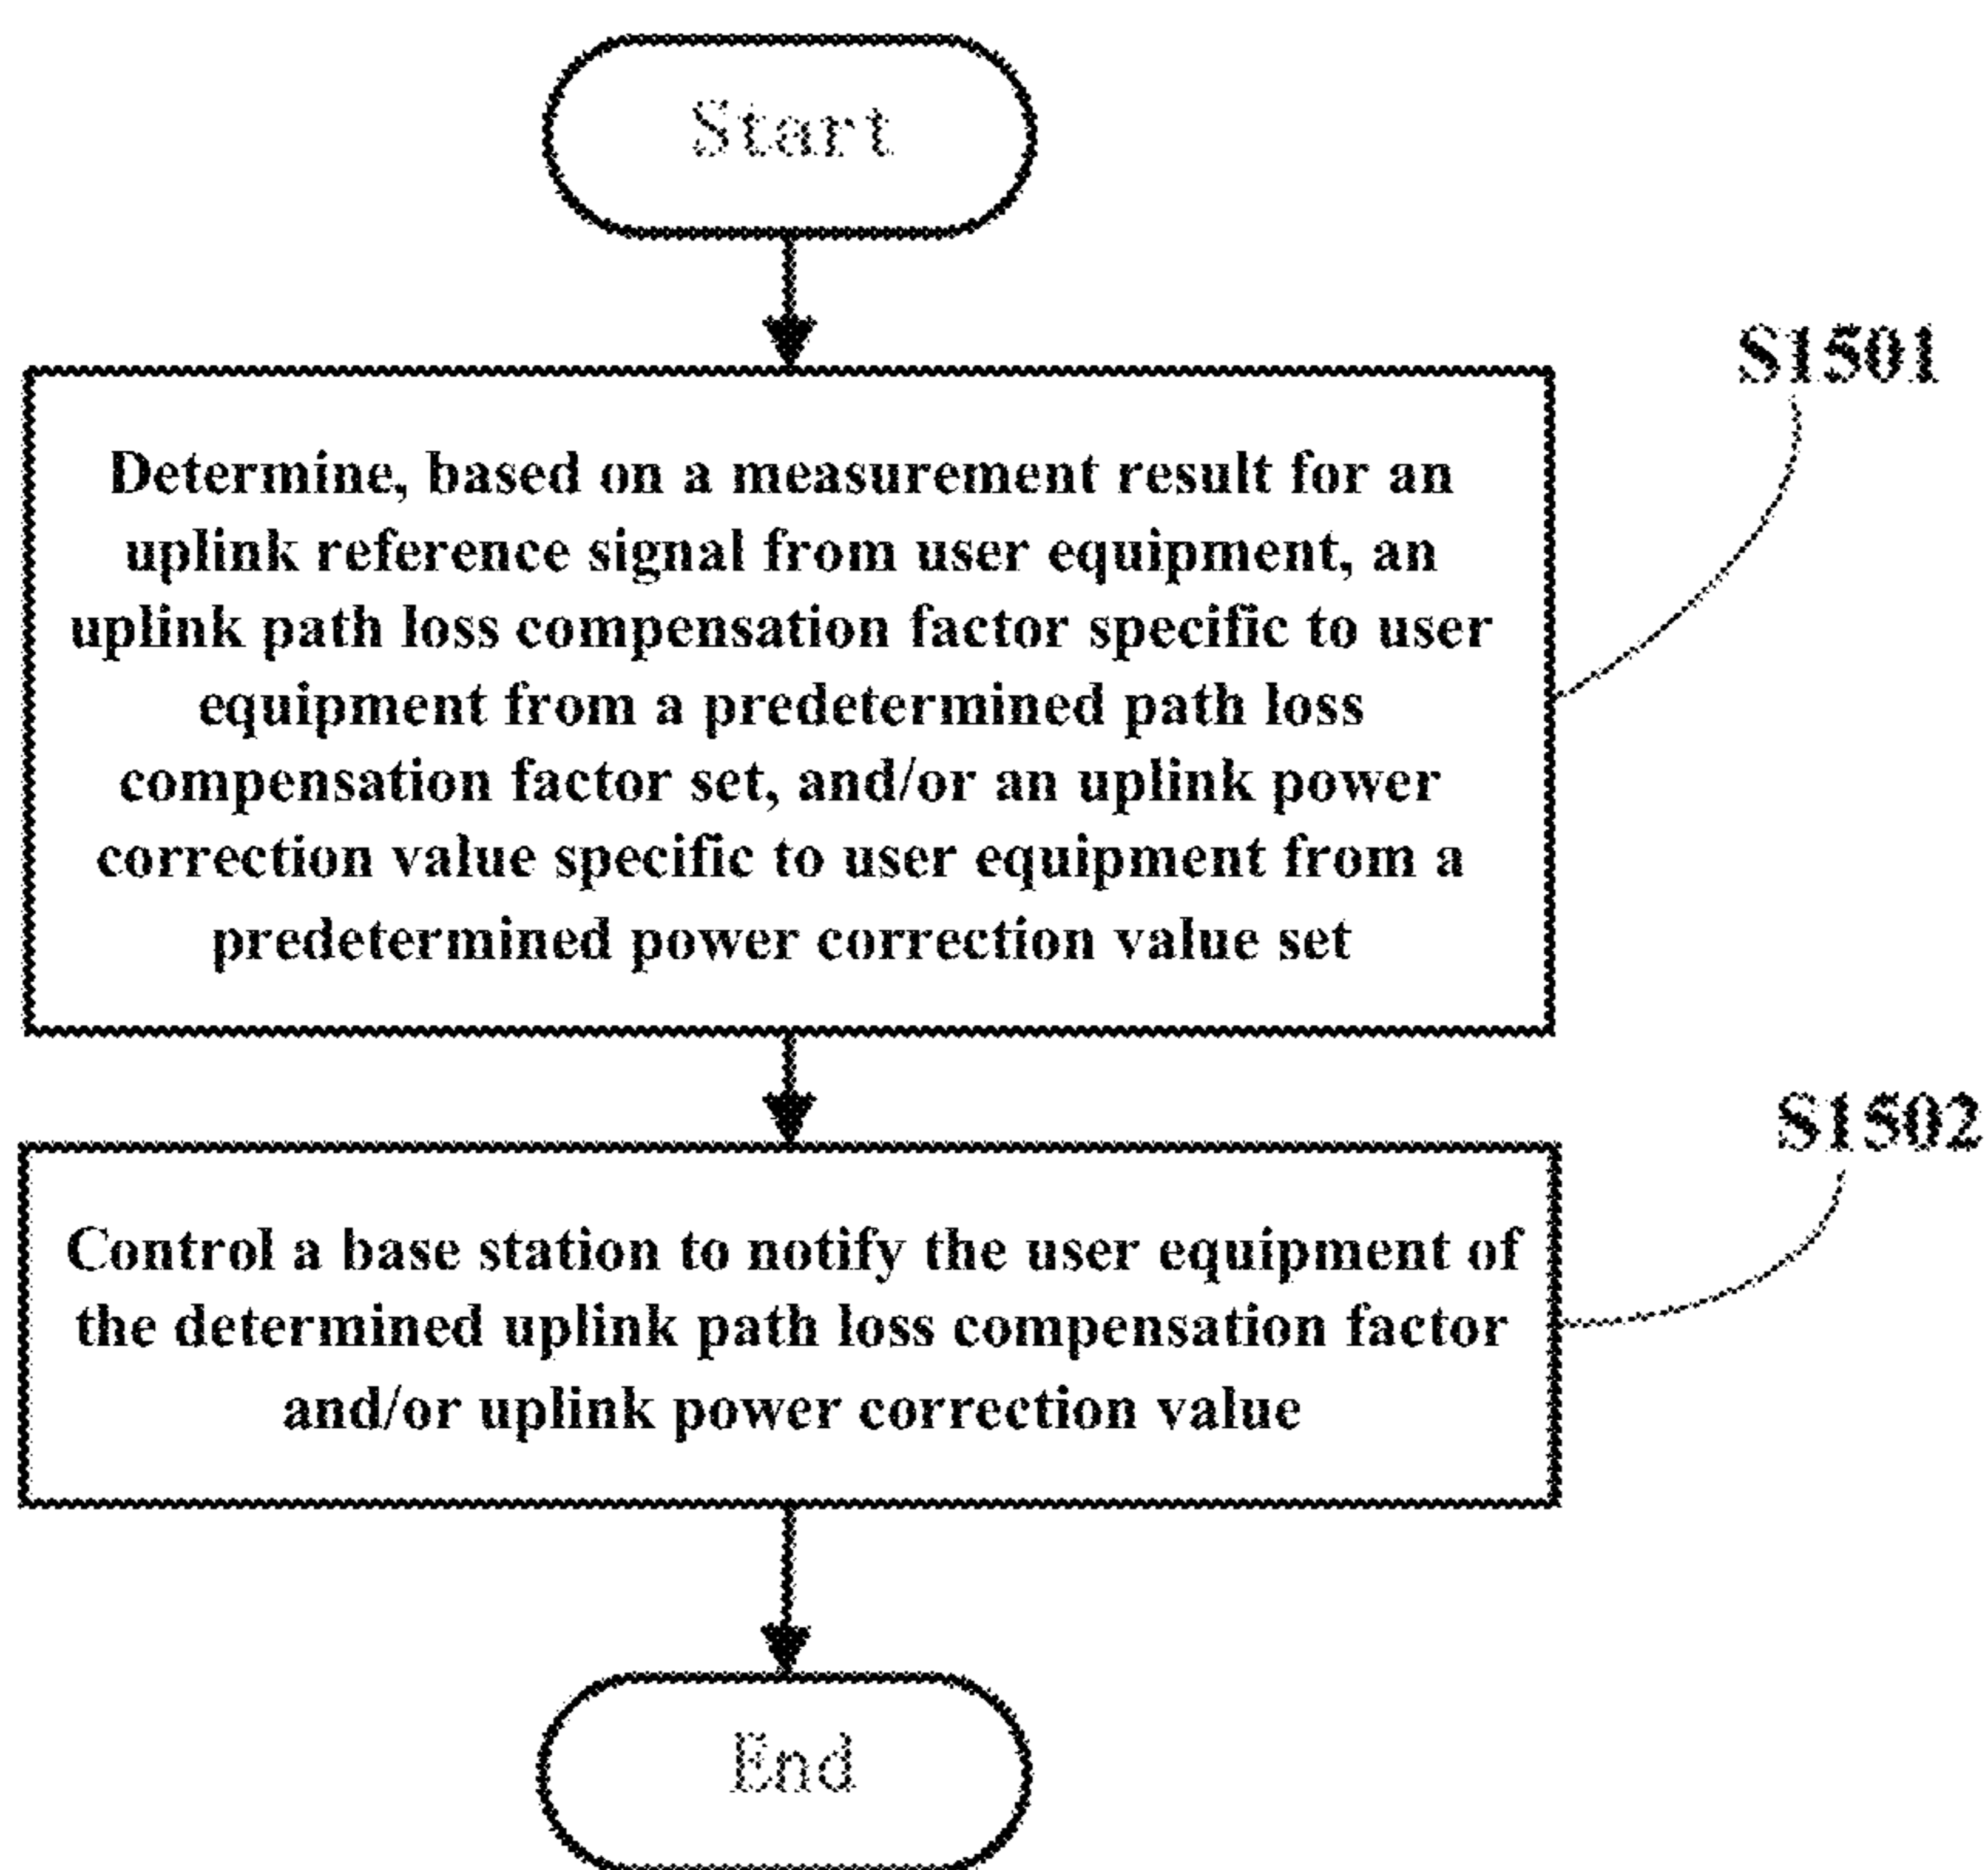 Start
S1501
Determine, based on a measurement result for an
uplink reference signal from user equipment, an
uplink path loss compensation factor specific to user
equipment from a predetermined path loss
compensation factor set, and/or an uplink power
correction value specific to user equipment from a
predetermined power correction value set
S1502
Control a base station to notify the user equipment of
the determined uplink path loss compensation factor
and/or uplink power correction value
End